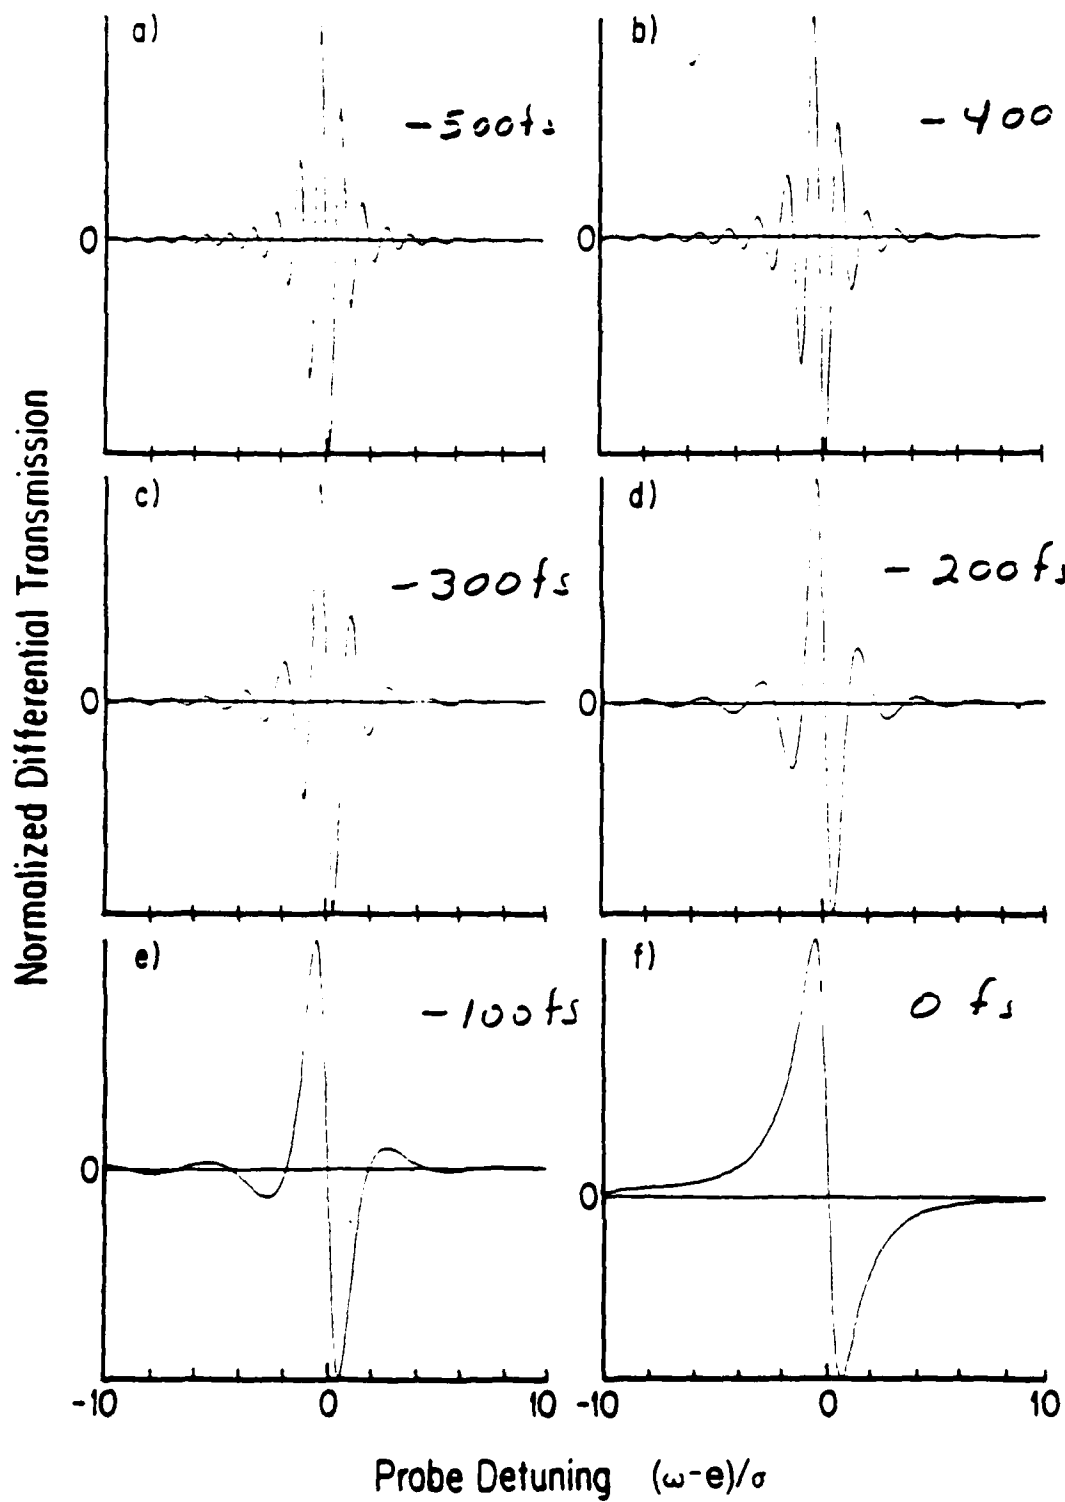 a)
-500fs
0
b)
-400
0
c)
-300fs
0
d)
- 200fs
0
e)
-100fs
0
f)
0 fs
0
-10 0 10
-10 0 10
Normalized Differential Transmission
Probe Detuning (ω-e)/σ